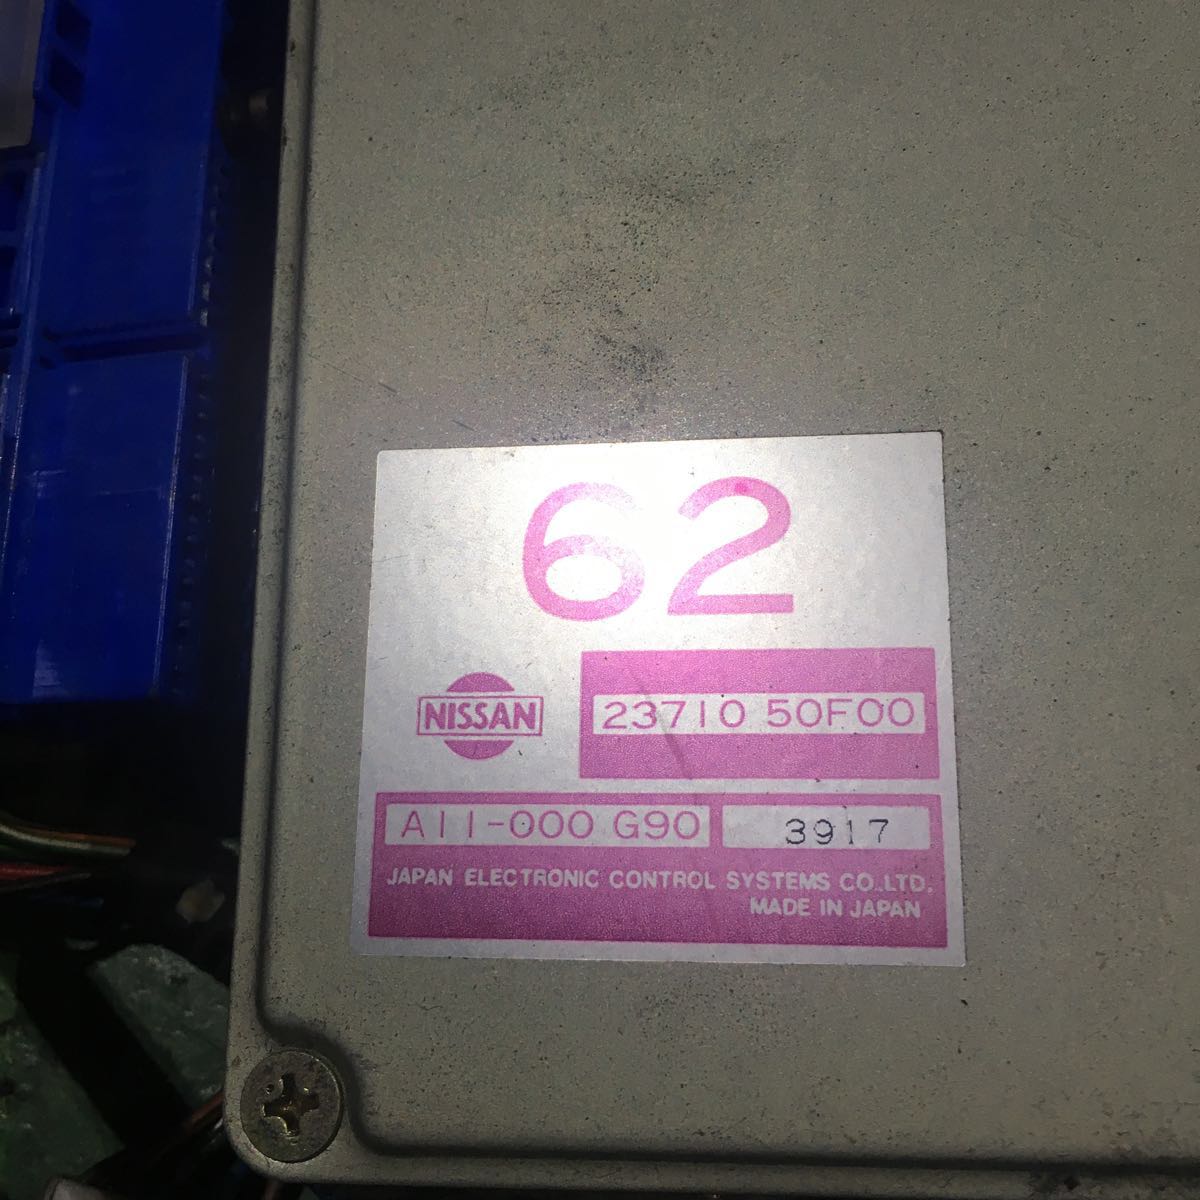 62
NISSAN
23710 50F00
A11-000 G90
3917
JAPAN ELECTRONIC CONTROL SYSTEMS CO.,LTD.
MADE IN JAPAN